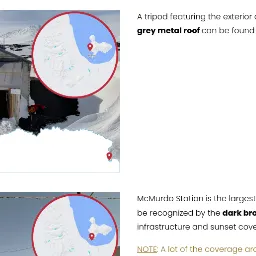 A tripod featuring the exterior
grey metal roof can be found
McMurdo Station is the largest
be recognized by the dark bro
infrastructure and sunset cove
NOTE: A lot of the coverage arc